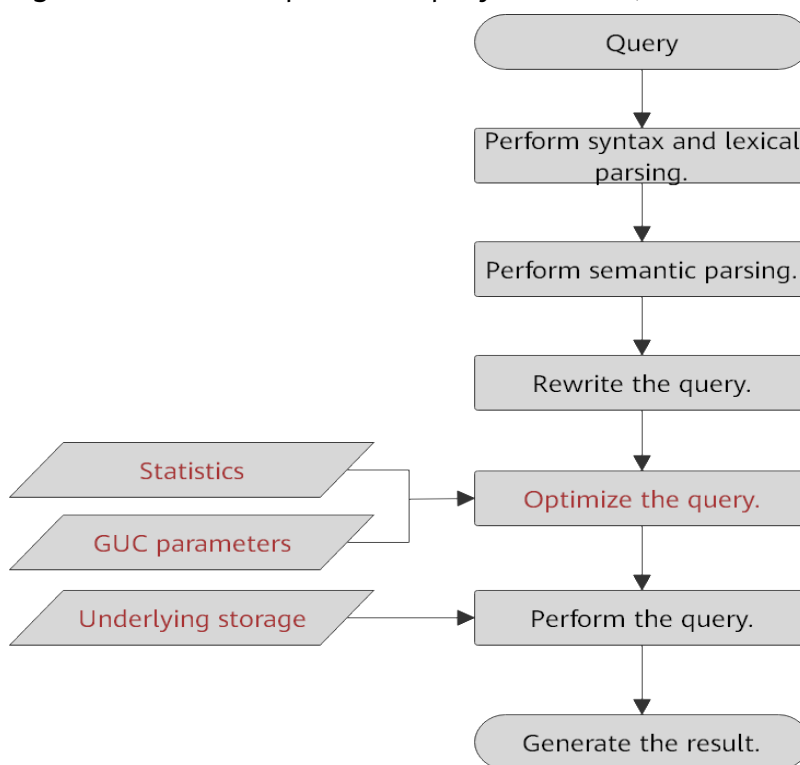 Query
Perform syntax and lexical
parsing.
Perform semantic parsing.
Rewrite the query.
Statistics
Optimize the query.
GUC parameters
Underlying storage
Perform the query.
Generate the result.